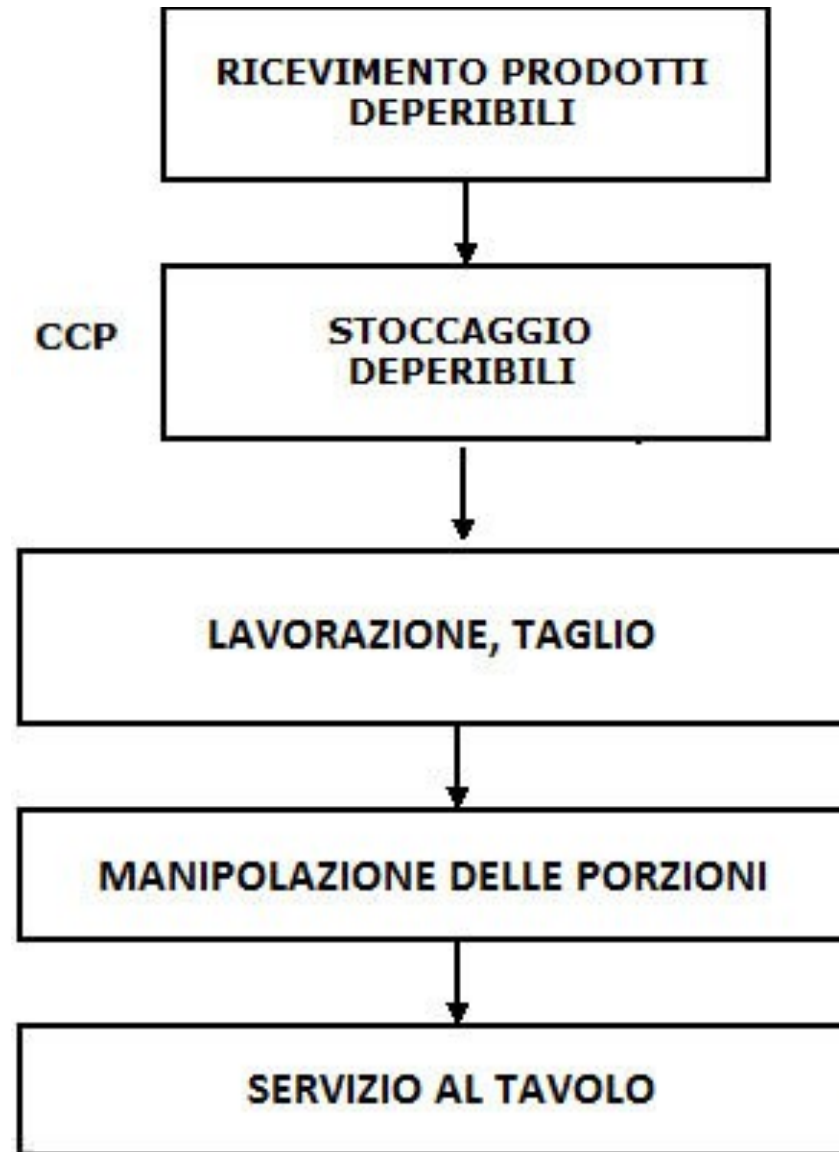 RICEVIMENTO PRODOTTI
DEPERIBILI
CCP
STOCCAGGIO
DEPERIBILI
LAVORAZIONE, TAGLIO
MANIPOLAZIONE DELLE PORZIONI
SERVIZIO AL TAVOLO